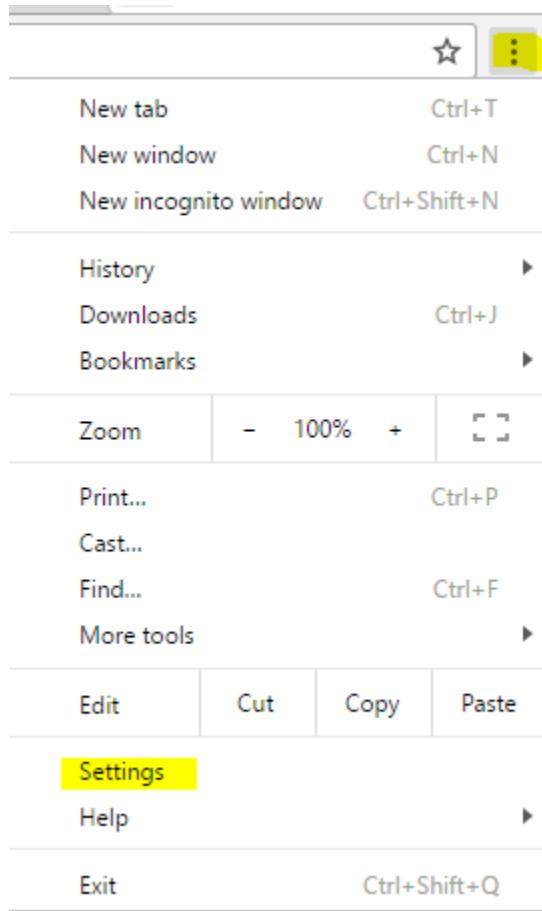 New tab Ctrl+T
New window Ctrl+N
New incognito window Ctrl+Shift+N
History
Downloads Ctrl+J
Bookmarks
Zoom - 100% +
Print... Ctrl+P
Cast...
Find... Ctrl+F
More tools
Edit Cut Copy Paste
Settings
Help
Exit Ctrl+Shift+Q